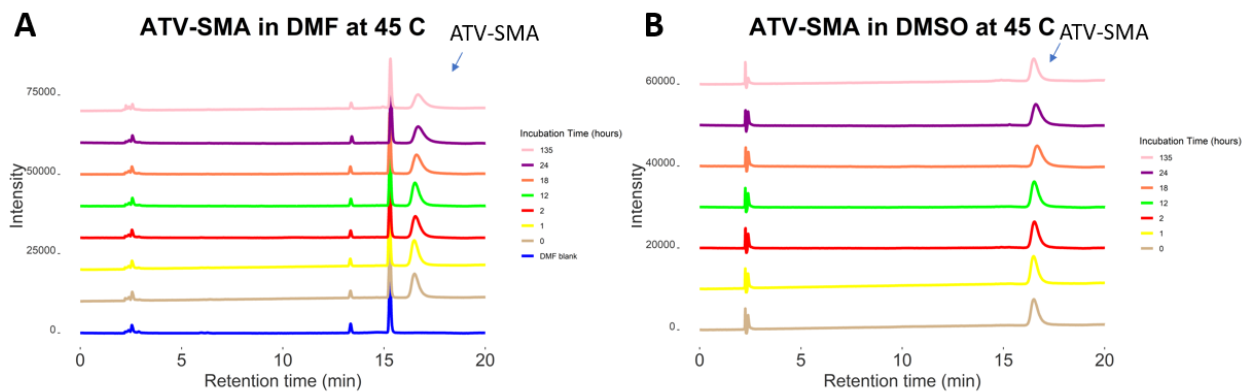 A
ATV-SMA in DMF at 45 C
ATV-SMA
75000
50000
25000
0
Intensity
0 5 10 15 20
Retention time (min)
Incubation Time (hours)
135
24
18
12
2
1
0
DMF blank
B
ATV-SMA in DMSO at 45 C
ATV-SMA
60000
40000
20000
0
Intensity
0 5 10 15 20
Retention time (min)
Incubation Time (hours)
135
24
18
12
2
1
0